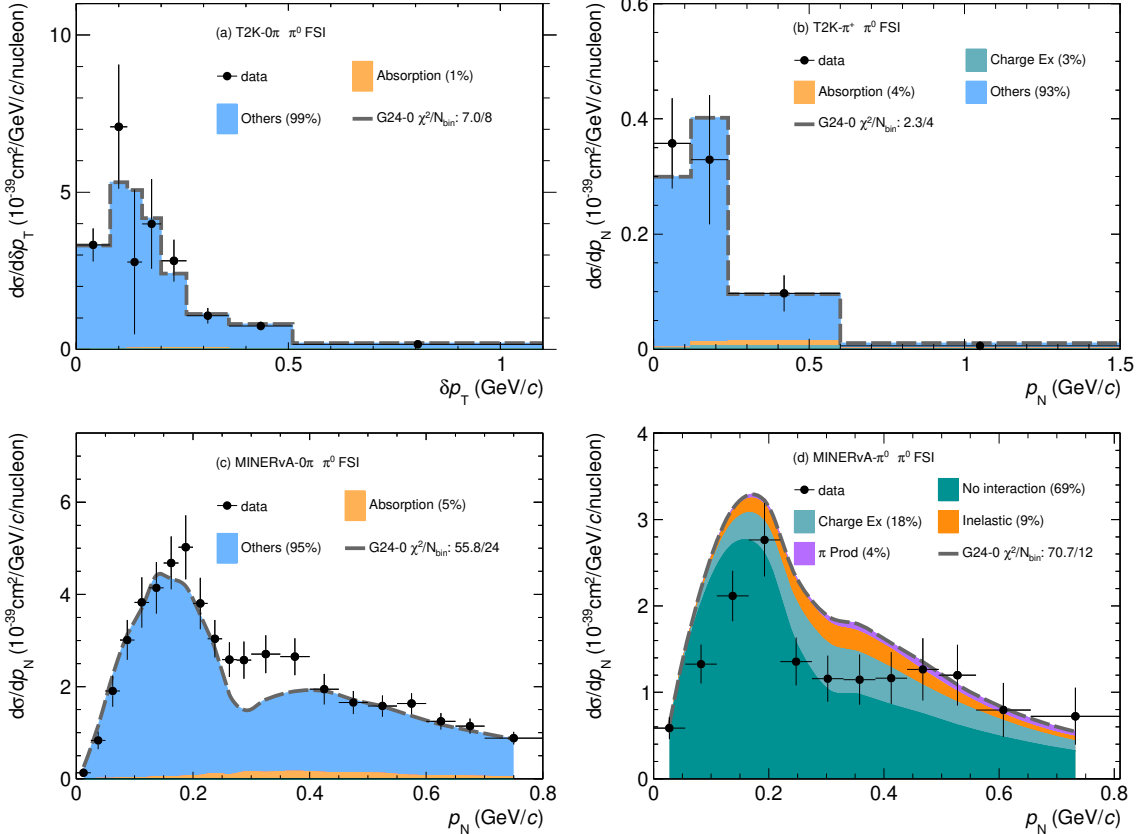 (a) T2K-0π π⁰ FSI
data
Absorption (1%)
Others (99%)
G24-0 χ²/N_bin: 7.0/8
dσ/dδp_T (10⁻³⁹cm²/GeV/c/nucleon)
10
5
0
0
0.5
1
δp_T (GeV/c)
(b) T2K-π⁺ π⁰ FSI
data
Charge Ex (3%)
Absorption (4%)
Others (93%)
G24-0 χ²/N_bin: 2.3/4
dσ/dp_N (10⁻³⁹cm²/GeV/c/nucleon)
0.6
0.4
0.2
0
0
0.5
1
1.5
p_N (GeV/c)
(c) MINERvA-0π π⁰ FSI
data
Absorption (5%)
Others (95%)
G24-0 χ²/N_bin: 55.8/24
dσ/dp_N (10⁻³⁹cm²/GeV/c/nucleon)
6
4
2
0
0
0.2
0.4
0.6
0.8
p_N (GeV/c)
(d) MINERvA-π⁰ π⁰ FSI
data
No interaction (69%)
Charge Ex (18%)
Inelastic (9%)
π Prod (4%)
G24-0 χ²/N_bin: 70.7/12
dσ/dp_N (10⁻³⁹cm²/GeV/c/nucleon)
4
3
2
1
0
0
0.2
0.4
0.6
0.8
p_N (GeV/c)